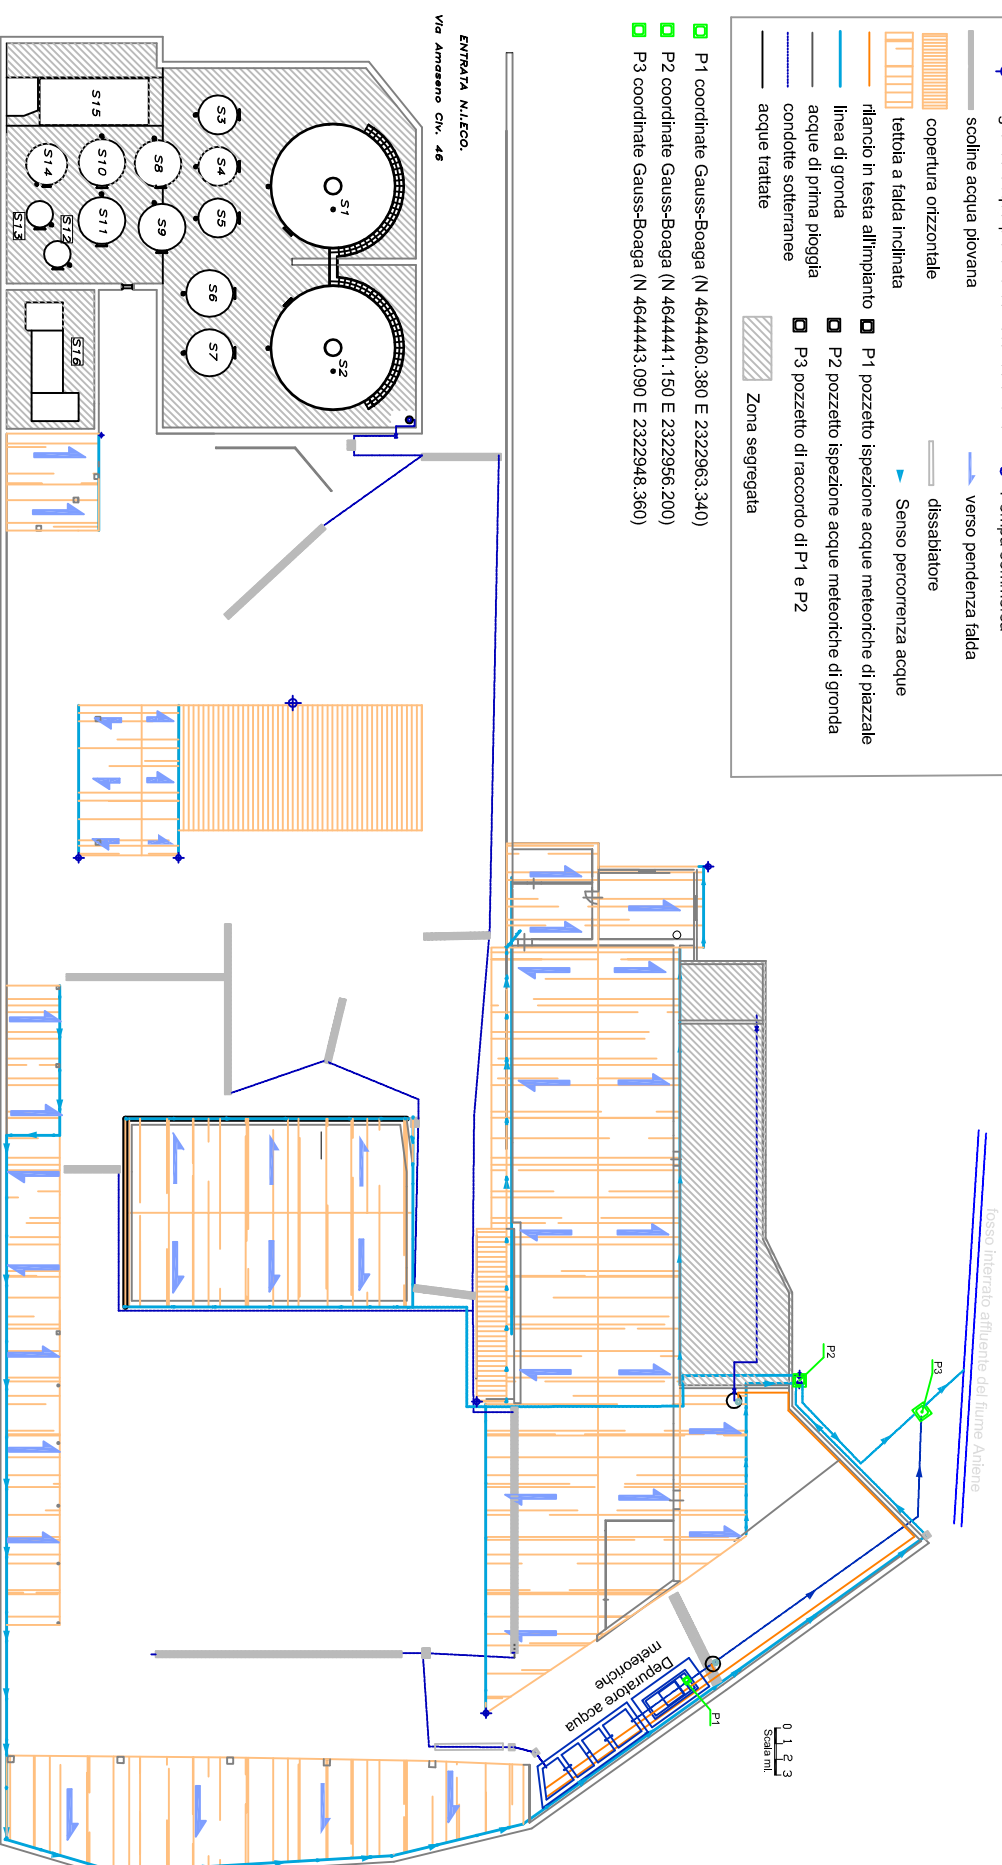 scoline acqua piovana
copertura orizzontale
tettoia a falda inclinata
rilancio in testa all'impianto
linea di gronda
acque di prima pioggia
condotte sotterranee
acque trattate
verso pendenza falda
dissabiatore
Senso percorrenza acque
P1 pozzetto ispezione acque meteoriche di piazzale
P2 pozzetto ispezione acque meteoriche di gronda
P3 pozzetto di raccordo di P1 e P2
Zona segregata
P1 coordinate Gauss-Boaga (N 4644460.380 E 2322963.340)
P2 coordinate Gauss-Boaga (N 4644441.150 E 2322956.200)
P3 coordinate Gauss-Boaga (N 4644443.090 E 2322948.360)
ENTRATA N.I.ECO.
Via Amaseno Civ. 46
S1
S2
S3
S4
S5
S6
S7
S8
S9
S10
S11
S12
S13
S14
S15
S16
fosso interrato affluente del fiume Aniene
P3
P2
P1
Depuratore acqua
meteoriche
0 1 2 3
Scala ml.